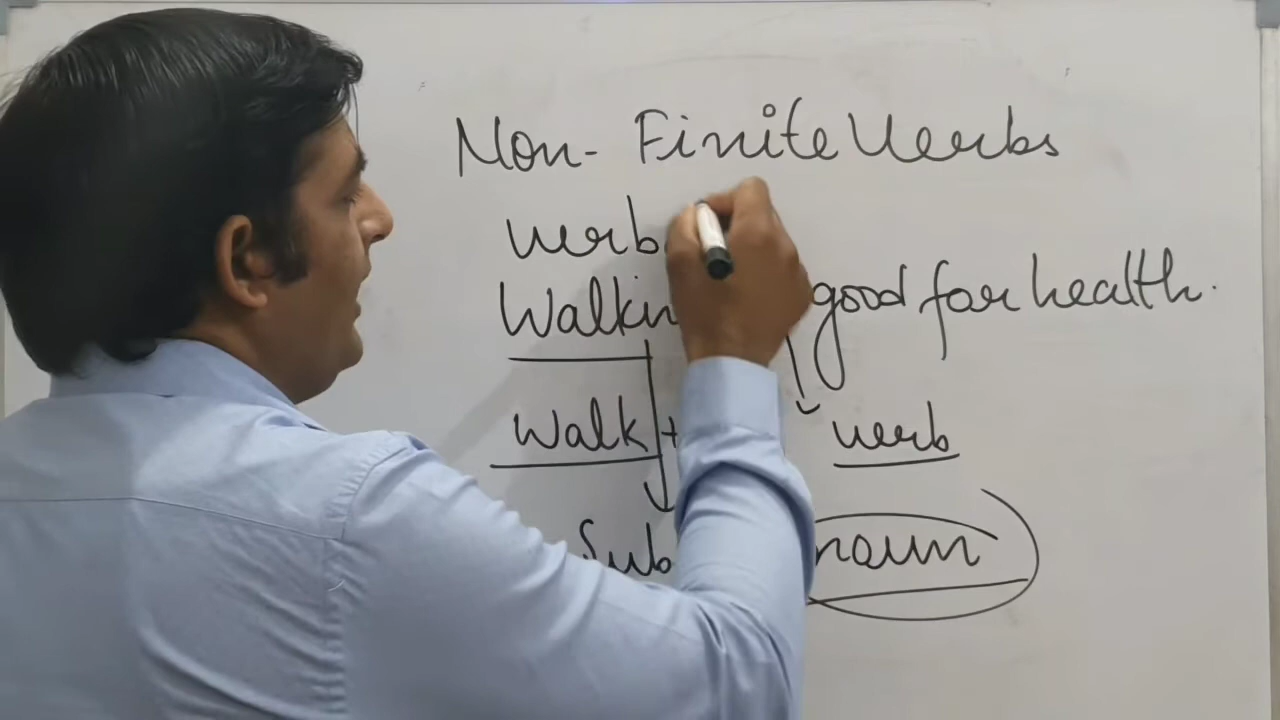 Non-Finite Verbs
verb
Walkin good for health.
Walk + verb
Sub noun